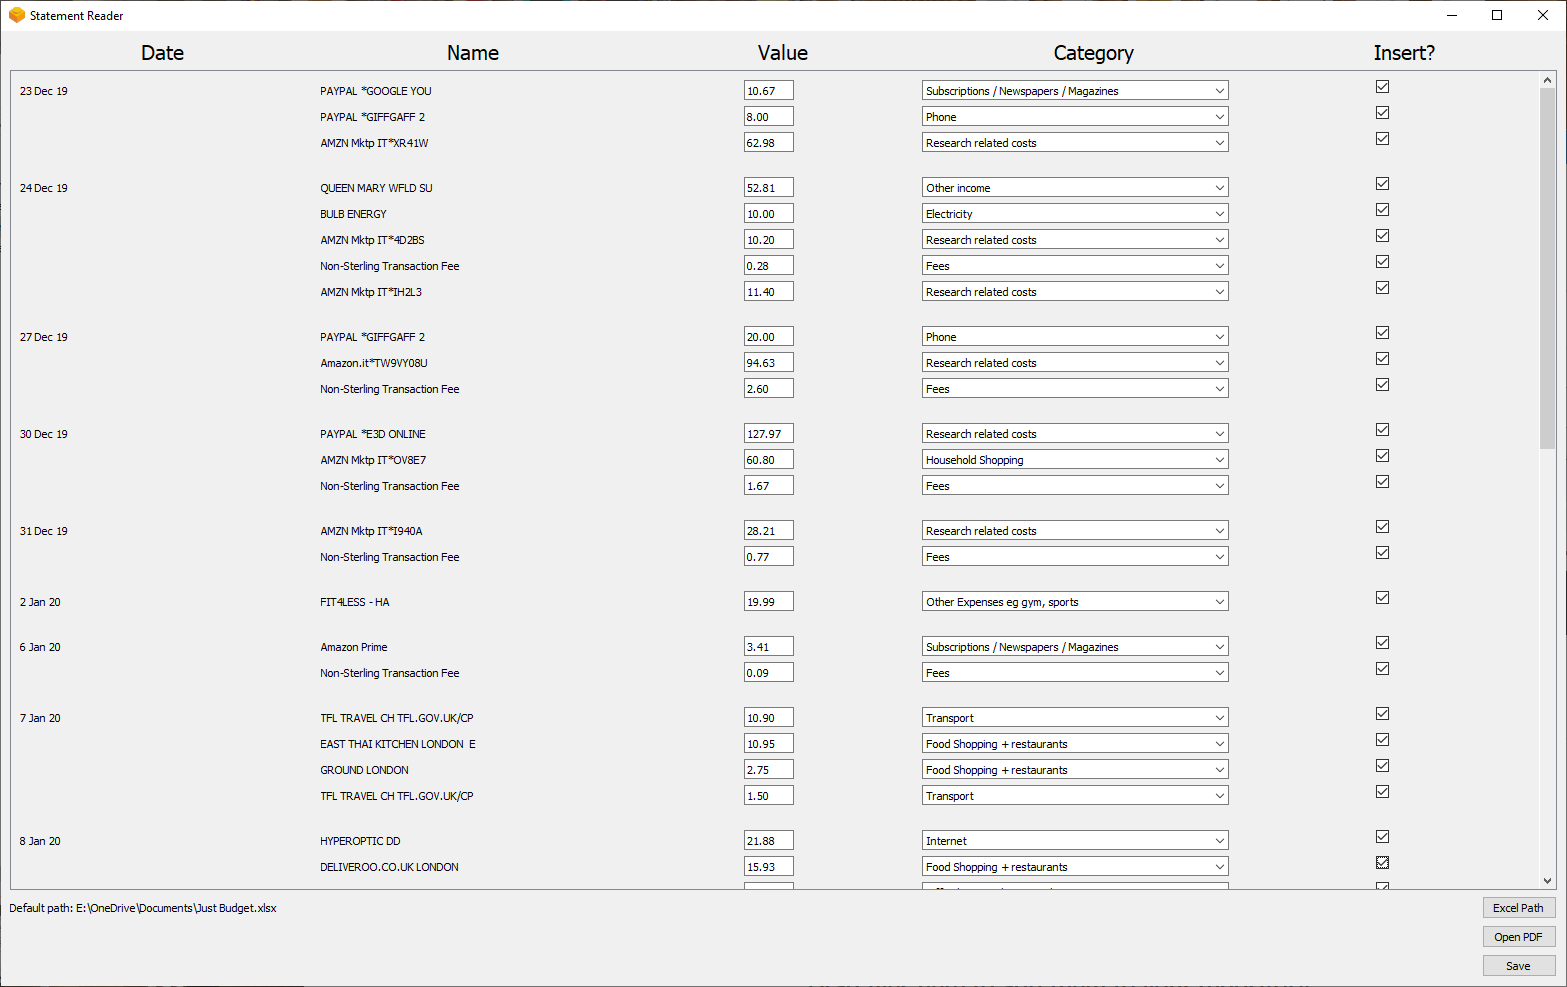 Statement Reader
Date Name Value Category Insert?
23 Dec 19 PAYPAL *GOOGLE YOU 10.67 Subscriptions / Newspapers / Magazines
PAYPAL *GIFFGAFF 2 8.00 Phone
AMZN Mktp IT*XR41W 62.98 Research related costs
24 Dec 19 QUEEN MARY WFLD SU 52.81 Other income
BULB ENERGY 10.00 Electricity
AMZN Mktp IT*4D2BS 10.20 Research related costs
Non-Sterling Transaction Fee 0.28 Fees
AMZN Mktp IT*IH2L3 11.40 Research related costs
27 Dec 19 PAYPAL *GIFFGAFF 2 20.00 Phone
Amazon.it*TW9VY08U 94.63 Research related costs
Non-Sterling Transaction Fee 2.60 Fees
30 Dec 19 PAYPAL *E3D ONLINE 127.97 Research related costs
AMZN Mktp IT*OV8E7 60.80 Household Shopping
Non-Sterling Transaction Fee 1.67 Fees
31 Dec 19 AMZN Mktp IT*I940A 28.21 Research related costs
Non-Sterling Transaction Fee 0.77 Fees
2 Jan 20 FIT4LESS - HA 19.99 Other Expenses eg gym, sports
6 Jan 20 Amazon Prime 3.41 Subscriptions / Newspapers / Magazines
Non-Sterling Transaction Fee 0.09 Fees
7 Jan 20 TFL TRAVEL CH TFL.GOV.UK/CP 10.90 Transport
EAST THAI KITCHEN LONDON E 10.95 Food Shopping + restaurants
GROUND LONDON 2.75 Food Shopping + restaurants
TFL TRAVEL CH TFL.GOV.UK/CP 1.50 Transport
8 Jan 20 HYPEROPTIC DD 21.88 Internet
DELIVEROO.CO.UK LONDON 15.93 Food Shopping + restaurants
Default path: E:\OneDrive\Documents\Just Budget.xlsx
Excel Path
Open PDF
Save